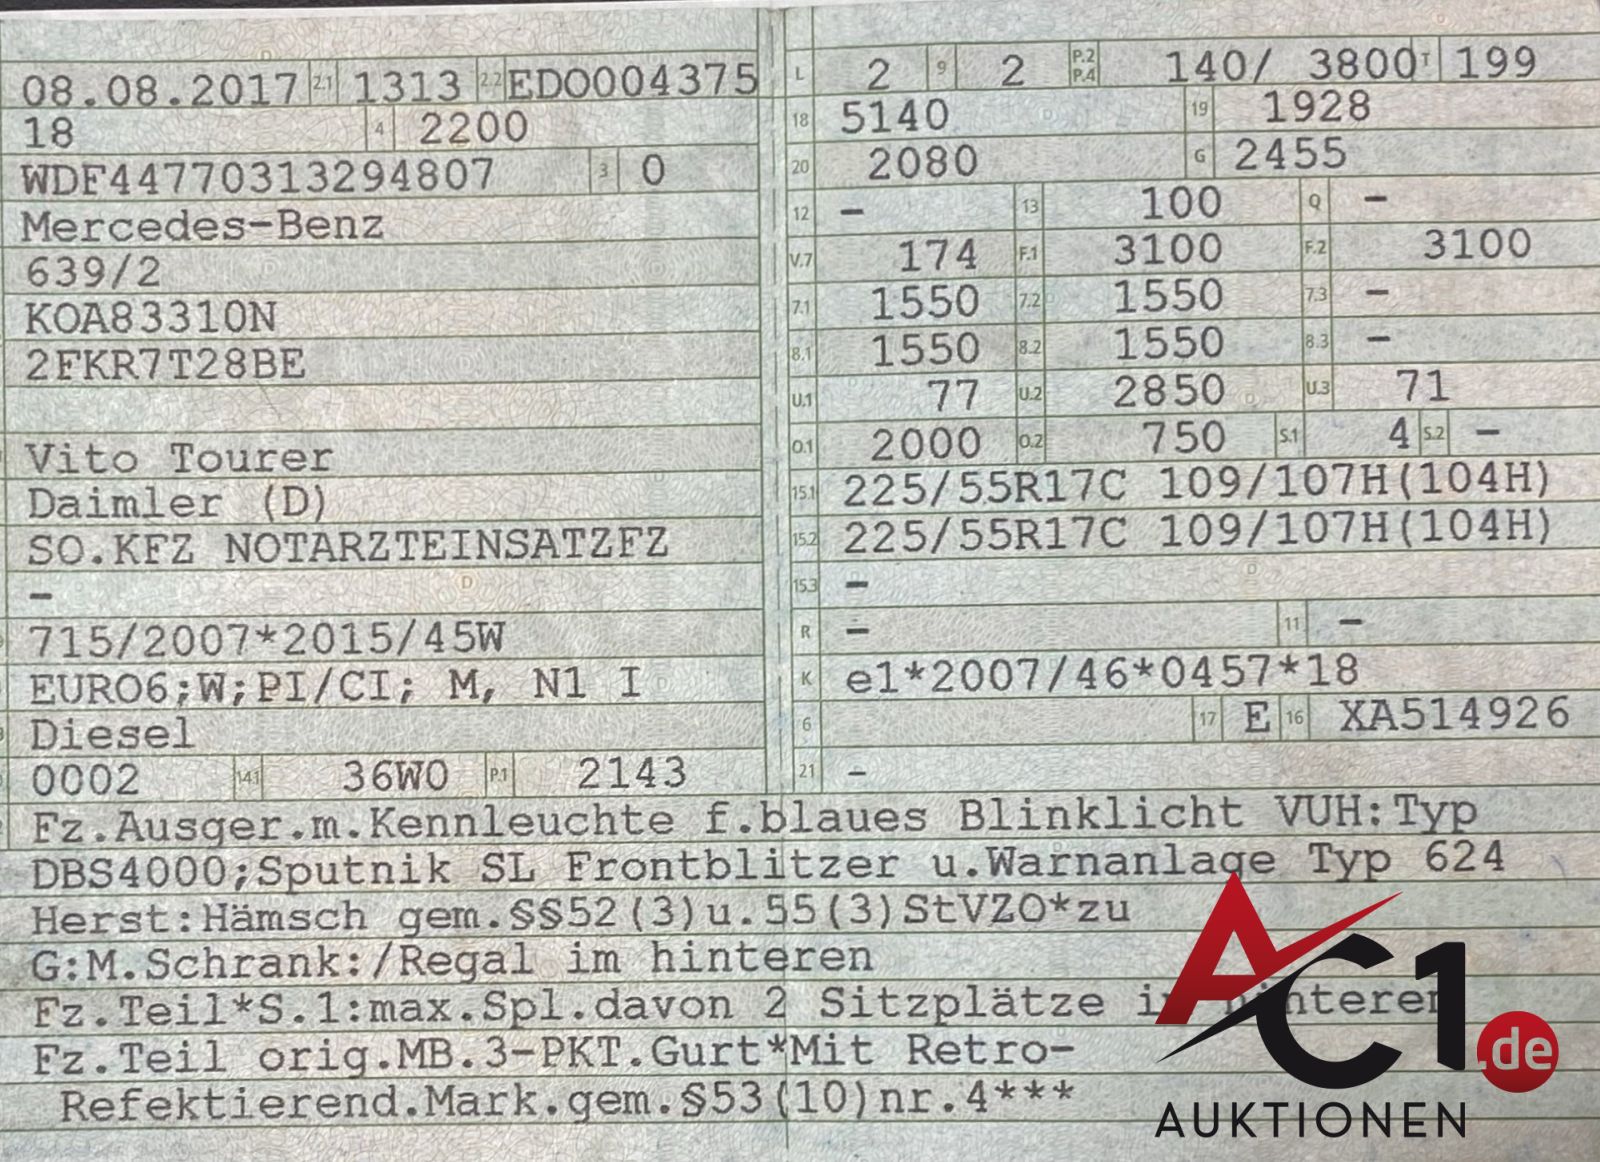 08.08.2017 2.1 1313 2.2 EDO004375
18 4 2200
WDF44770313294807 3 0
Mercedes-Benz
639/2
KOA83310N
2FKR7T28BE
Vito Tourer
Daimler (D)
SO.KFZ NOTARZTEINSATZFZ
–
715/2007*2015/45W
EURO6;W;PI/CI; M, N1 I
Diesel
0002 14.1 36W0 P.1 2143
L 2 9 2 P.2 P.4 140/ 3800 T 199
18 5140 19 1928
20 2080 G 2455
12 – 13 100 Q –
V.7 174 F.1 3100 F.2 3100
7.1 1550 7.2 1550 7.3 –
8.1 1550 8.2 1550 8.3 –
U.1 77 U.2 2850 U.3 71
O.1 2000 O.2 750 S.1 4 S.2 –
15.1 225/55R17C 109/107H(104H)
15.2 225/55R17C 109/107H(104H)
15.3 –
R – 11 –
K e1*2007/46*0457*18
6 17 E 16 XA514926
21 –
Fz.Ausger.m.Kennleuchte f.blaues Blinklicht VUH:Typ
DBS4000;Sputnik SL Frontblitzer u.Warnanlage Typ 624
Herst:Hämsch gem.§§52(3)u.55(3)StVZO*zu
G:M.Schrank:/Regal im hinteren
Fz.Teil*S.1:max.Spl.davon 2 Sitzplätze im hinteren
Fz.Teil orig.MB.3-PKT.Gurt*Mit Retro-
Refektierend.Mark.gem.§53(10)nr.4***
AC1.de
AUKTIONEN